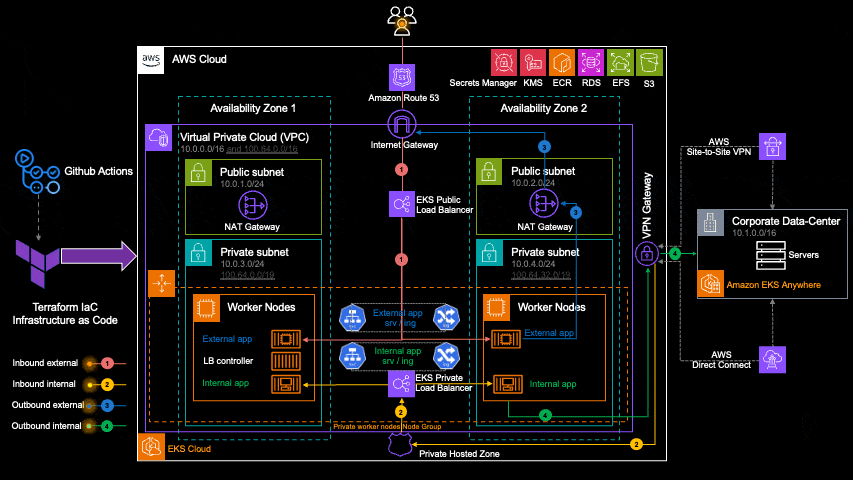 aws
AWS Cloud
Secrets Manager
KMS
ECR
RDS
EFS
S3
53
Amazon Route 53
Availability Zone 1
Availability Zone 2
Virtual Private Cloud (VPC)
10.0.0.0/16 and 100.64.0.0/16
Internet Gateway
AWS
Site-to-Site VPN
Github Actions
Public subnet
10.0.1.0/24
NAT Gateway
1
EKS Public
Load Balancer
Public subnet
10.0.2.0/24
NAT Gateway
3
3
VPN Gateway
Corporate Data-Center
10.1.0.0/16
Servers
Amazon EKS Anywhere
4
Private subnet
10.0.3.0/24
100.64.0.0/19
1
Private subnet
10.0.4.0/24
100.64.32.0/19
Terraform IaC
Infrastructure as Code
Worker Nodes
External app
LB controller
Internal app
External app
srv / ing
Internal app
srv / ing
Worker Nodes
External app
Internal app
EKS Private
Load Balancer
AWS
Direct Connect
Inbound external
1
Inbound internal
2
Outbound external
3
Outbound internal
4
2
4
Private worker nodes Node Group
EKS Cloud
Private Hosted Zone
2